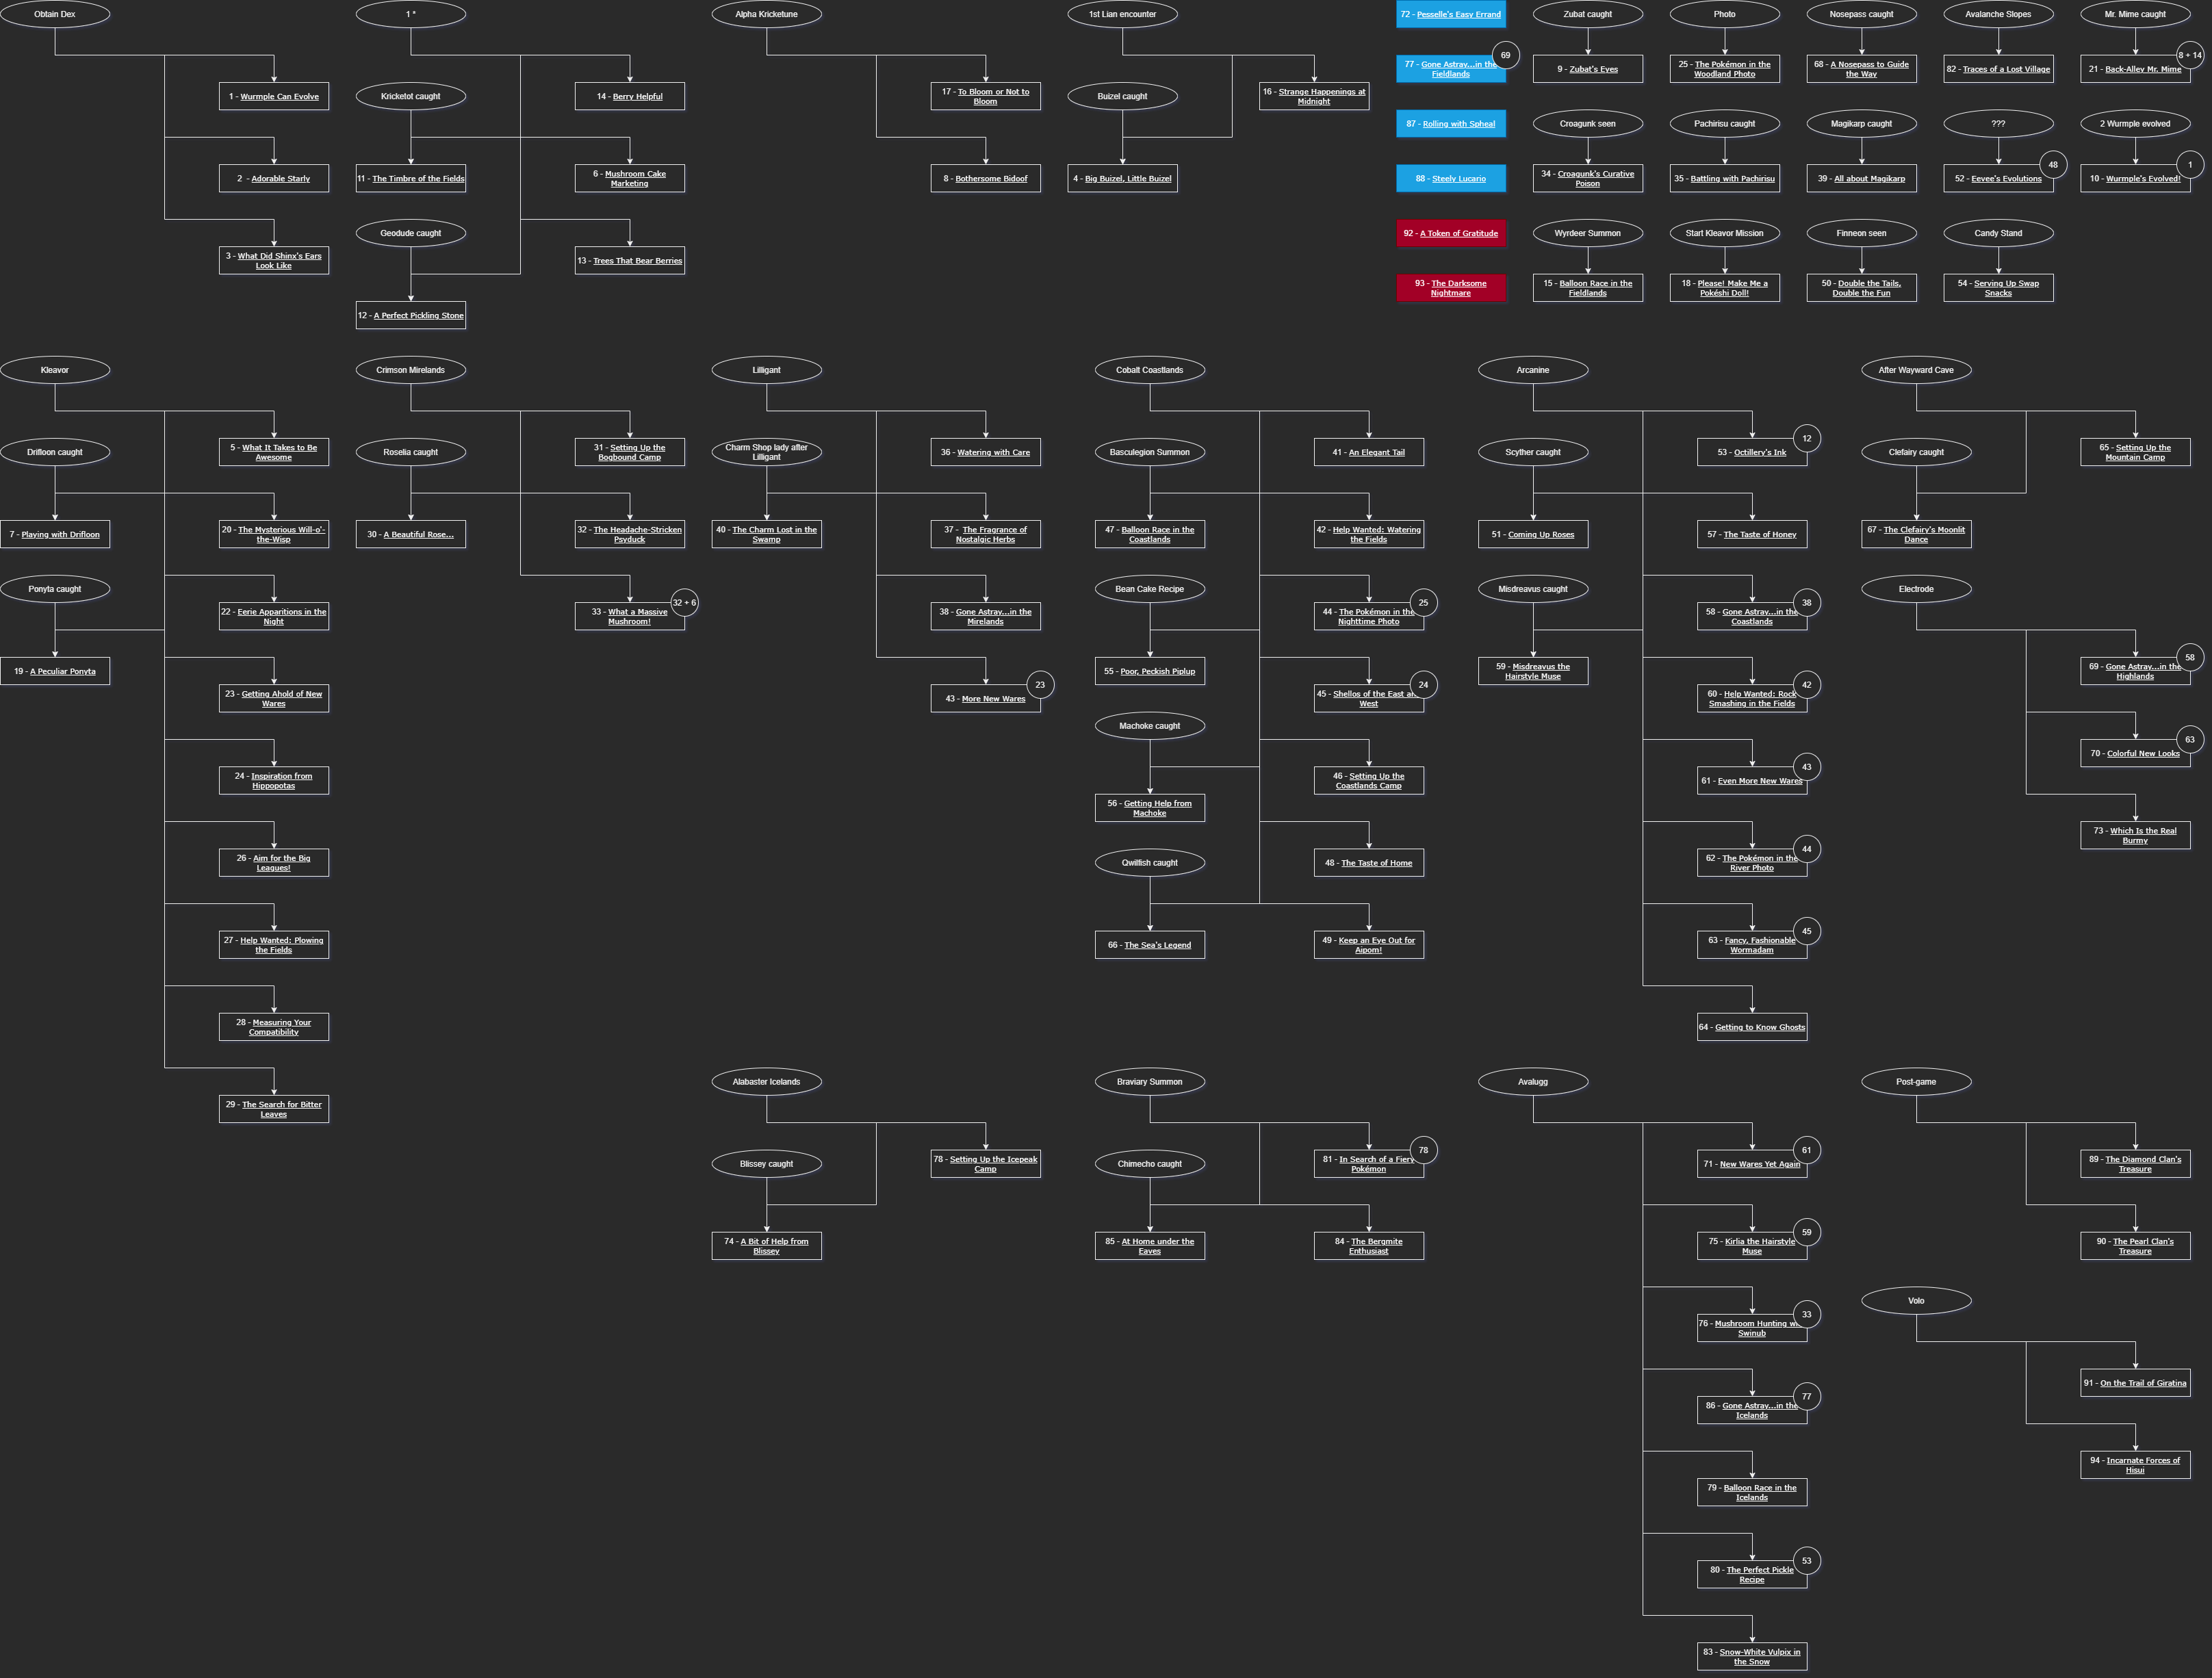 Obtain Dex
1 *
Alpha Kricketune
1st Lian encounter
72 - Pesselle's Easy Errand
Zubat caught
Photo
Nosepass caught
Avalanche Slopes
Mr. Mime caught
69
8 + 14
77 - Gone Astray...in the
Fieldlands
9 - Zubat's Eyes
25 - The Pokémon in the
Woodland Photo
68 - A Nosepass to Guide
the Way
82 - Traces of a Lost Village
21 - Back-Alley Mr. Mime
1 - Wurmple Can Evolve
Kricketot caught
14 - Berry Helpful
17 - To Bloom or Not to
Bloom
Buizel caught
16 - Strange Happenings at
Midnight
87 - Rolling with Spheal
Croagunk seen
Pachirisu caught
Magikarp caught
???
2 Wurmple evolved
48
1
2 - Adorable Starly
11 - The Timbre of the Fields
6 - Mushroom Cake
Marketing
8 - Bothersome Bidoof
4 - Big Buizel, Little Buizel
88 - Steely Lucario
34 - Croagunk's Curative
Poison
35 - Battling with Pachirisu
39 - All about Magikarp
52 - Eevee's Evolutions
10 - Wurmple's Evolved!
Geodude caught
92 - A Token of Gratitude
Wyrdeer Summon
Start Kleavor Mission
Finneon seen
Candy Stand
3 - What Did Shinx's Ears
Look Like
13 - Trees That Bear Berries
93 - The Darksome
Nightmare
15 - Balloon Race in the
Fieldlands
18 - Please! Make Me a
Pokéshi Doll!
50 - Double the Tails,
Double the Fun
54 - Serving Up Swap
Snacks
12 - A Perfect Pickling Stone
Kleavor
Crimson Mirelands
Lilligant
Cobalt Coastlands
Arcanine
After Wayward Cave
Drifloon caught
5 - What It Takes to Be
Awesome
Roselia caught
31 - Setting Up the
Bogbound Camp
Charm Shop lady after
Lilligant
36 - Watering with Care
Basculegion Summon
41 - An Elegant Tail
Scyther caught
12
53 - Octillery's Ink
Clefairy caught
65 - Setting Up the
Mountain Camp
7 - Playing with Drifloon
20 - The Mysterious Will-o'-
the-Wisp
30 - A Beautiful Rose...
32 - The Headache-Stricken
Psyduck
40 - The Charm Lost in the
Swamp
37 - The Fragrance of
Nostalgic Herbs
47 - Balloon Race in the
Coastlands
42 - Help Wanted: Watering
the Fields
51 - Coming Up Roses
57 - The Taste of Honey
67 - The Clefairy's Moonlit
Dance
Ponyta caught
22 - Eerie Apparitions in the
Night
32 + 6
33 - What a Massive
Mushroom!
38 - Gone Astray...in the
Mirelands
Bean Cake Recipe
25
44 - The Pokémon in the
Nighttime Photo
Misdreavus caught
38
58 - Gone Astray...in the
Coastlands
Electrode
19 - A Peculiar Ponyta
23 - Getting Ahold of New
Wares
23
43 - More New Wares
55 - Poor, Peckish Piplup
24
45 - Shellos of the East a
West
59 - Misdreavus the
Hairstyle Muse
42
60 - Help Wanted: Rock
Smashing in the Fields
58
69 - Gone Astray...in the
Highlands
24 - Inspiration from
Hippopotas
Machoke caught
46 - Setting Up the
Coastlands Camp
43
61 - Even More New Wares
63
70 - Colorful New Looks
56 - Getting Help from
Machoke
26 - Aim for the Big
Leagues!
Qwilfish caught
48 - The Taste of Home
44
62 - The Pokémon in the
River Photo
73 - Which Is the Real
Burmy
27 - Help Wanted: Plowing
the Fields
66 - The Sea's Legend
49 - Keep an Eye Out for
Aipom!
45
63 - Fancy, Fashionable
Wormadam
28 - Measuring Your
Compatibility
64 - Getting to Know Ghosts
29 - The Search for Bitter
Leaves
Alabaster Icelands
Braviary Summon
Avalugg
Post-game
Blissey caught
78 - Setting Up the Icepeak
Camp
Chimecho caught
78
81 - In Search of a Fiery
Pokémon
61
71 - New Wares Yet Again
89 - The Diamond Clan's
Treasure
74 - A Bit of Help from
Blissey
85 - At Home under the
Eaves
84 - The Bergmite
Enthusiast
59
75 - Kirlia the Hairstyle
Muse
90 - The Pearl Clan's
Treasure
Volo
33
76 - Mushroom Hunting w
Swinub
91 - On the Trail of Giratina
77
86 - Gone Astray...in the
Icelands
94 - Incarnate Forces of
Hisui
79 - Balloon Race in the
Icelands
53
80 - The Perfect Pickle
Recipe
83 - Snow-White Vulpix in
the Snow